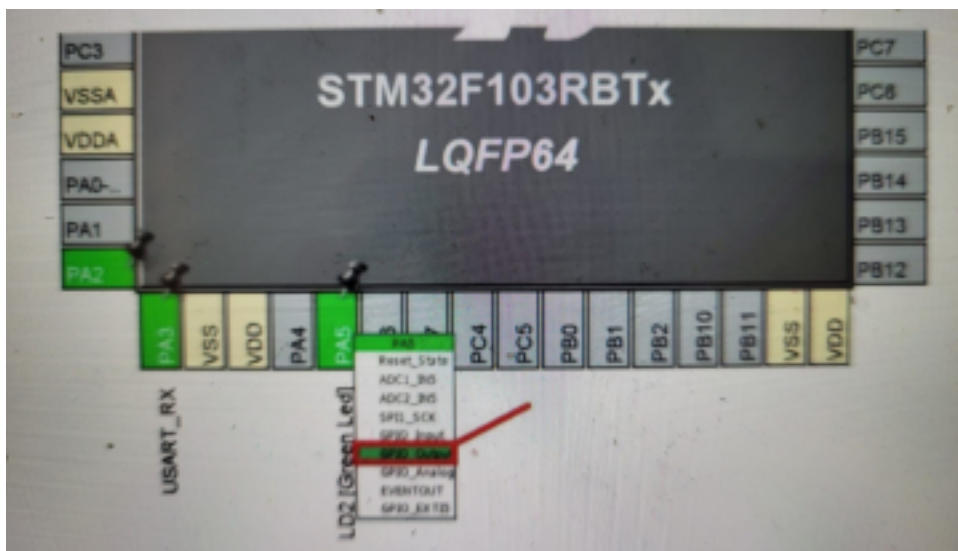 PC3
VSSA
VDDA
PA0-...
PA1
PA2
STM32F103RBTx
LQFP64
PC7
PC6
PB15
PB14
PB13
PB12
PA3
VSS
VDD
PA4
PA5
PC4
PC5
PB0
PB1
PB2
PB10
PB11
VSS
VDD
USART_RX
LD2 [Green Led]
PA5
Reset_State
ADC1_IN5
ADC2_IN5
SPI1_SCK
GPIO_Input
GPIO_Output
GPIO_Analog
EVENTOUT